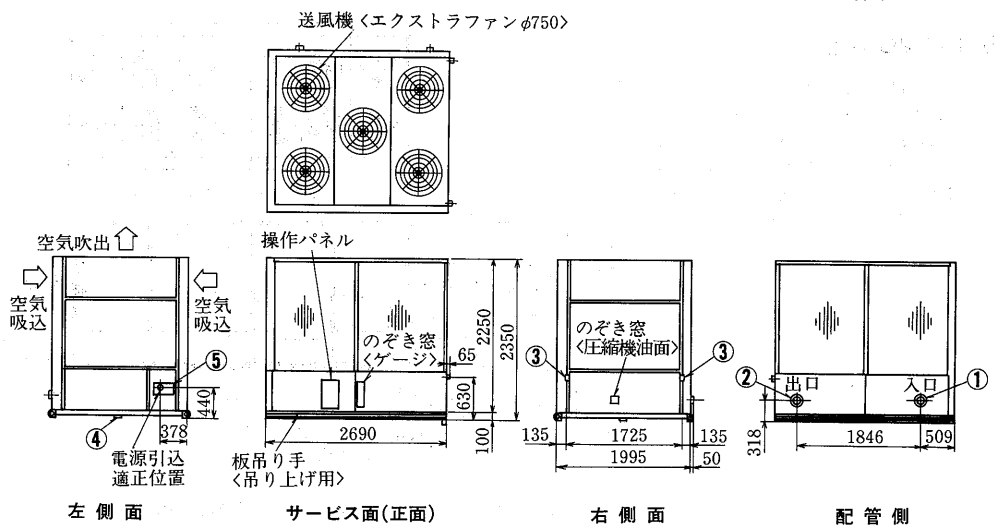 送風機〈エクストラファンφ750〉
空気吹出
空気
吸込
空気
吸込
⑤
④
440
378
電源引込
適正位置
左側面
操作パネル
のぞき窓
〈ゲージ〉
65
630
2250
2350
100
2690
板吊り手
〈吊り上げ用〉
サービス面(正面)
のぞき窓
〈圧縮機油面〉
③
③
135
1725
135
1995
50
右側面
②
出口
入口
①
318
1846
509
配管側